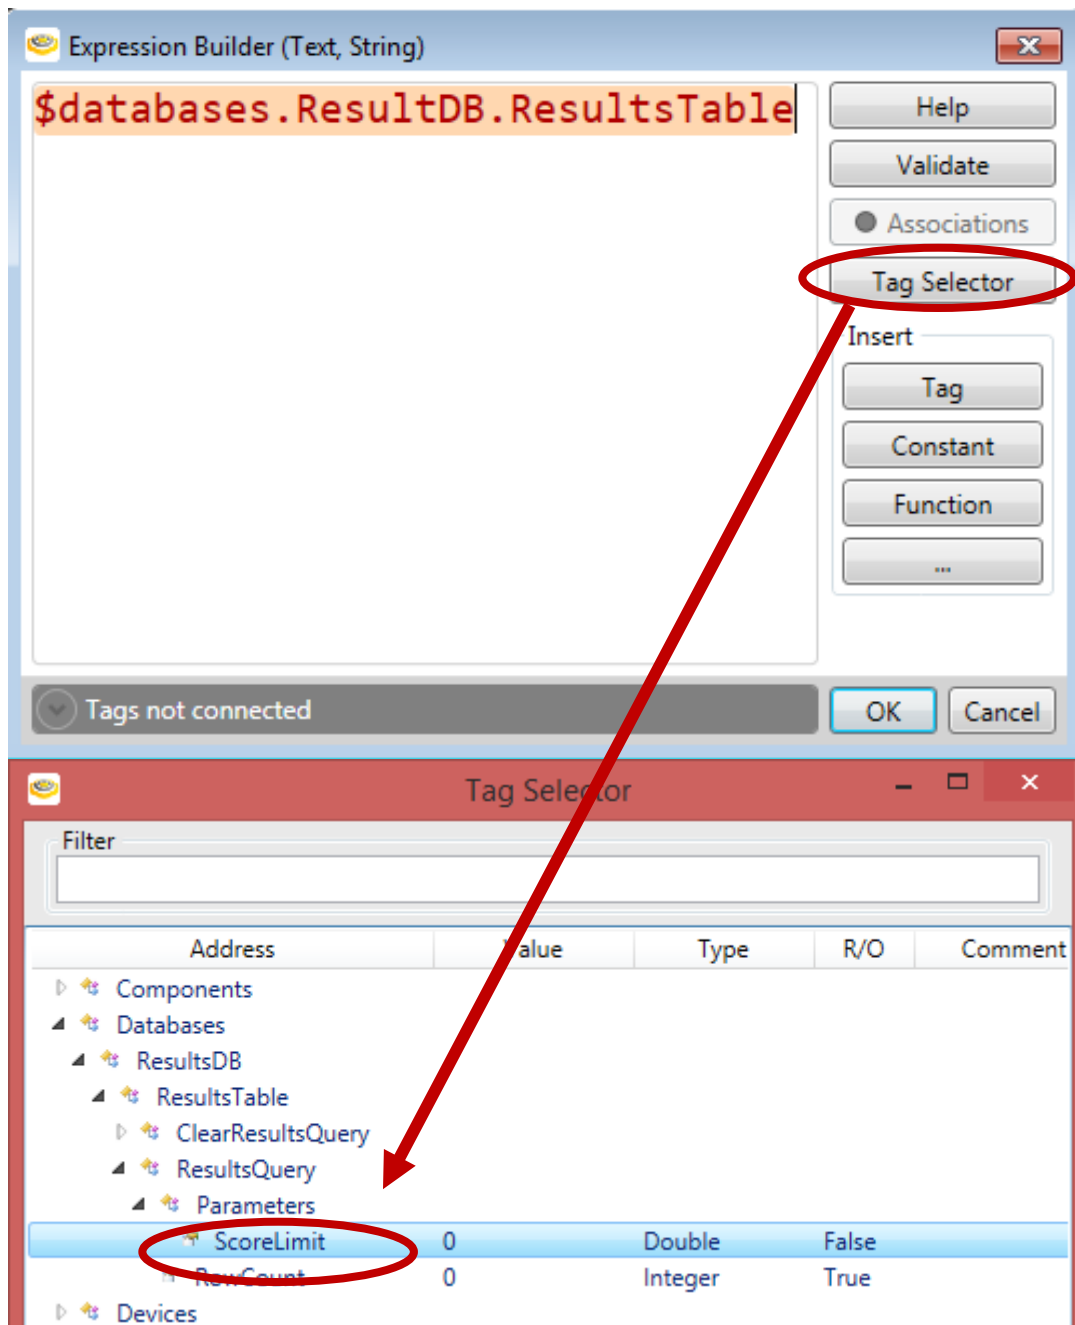 Expression Builder (Text, String)
$databases.ResultDB.ResultsTable
Help
Validate
Associations
Tag Selector
Insert
Tag
Constant
Function
...
Tags not connected
OK Cancel
Tag Selector
Filter
Address Value Type R/O Comment
Components
Databases
ResultsDB
ResultsTable
ClearResultsQuery
ResultsQuery
Parameters
ScoreLimit 0 Double False
RowCount 0 Integer True
Devices